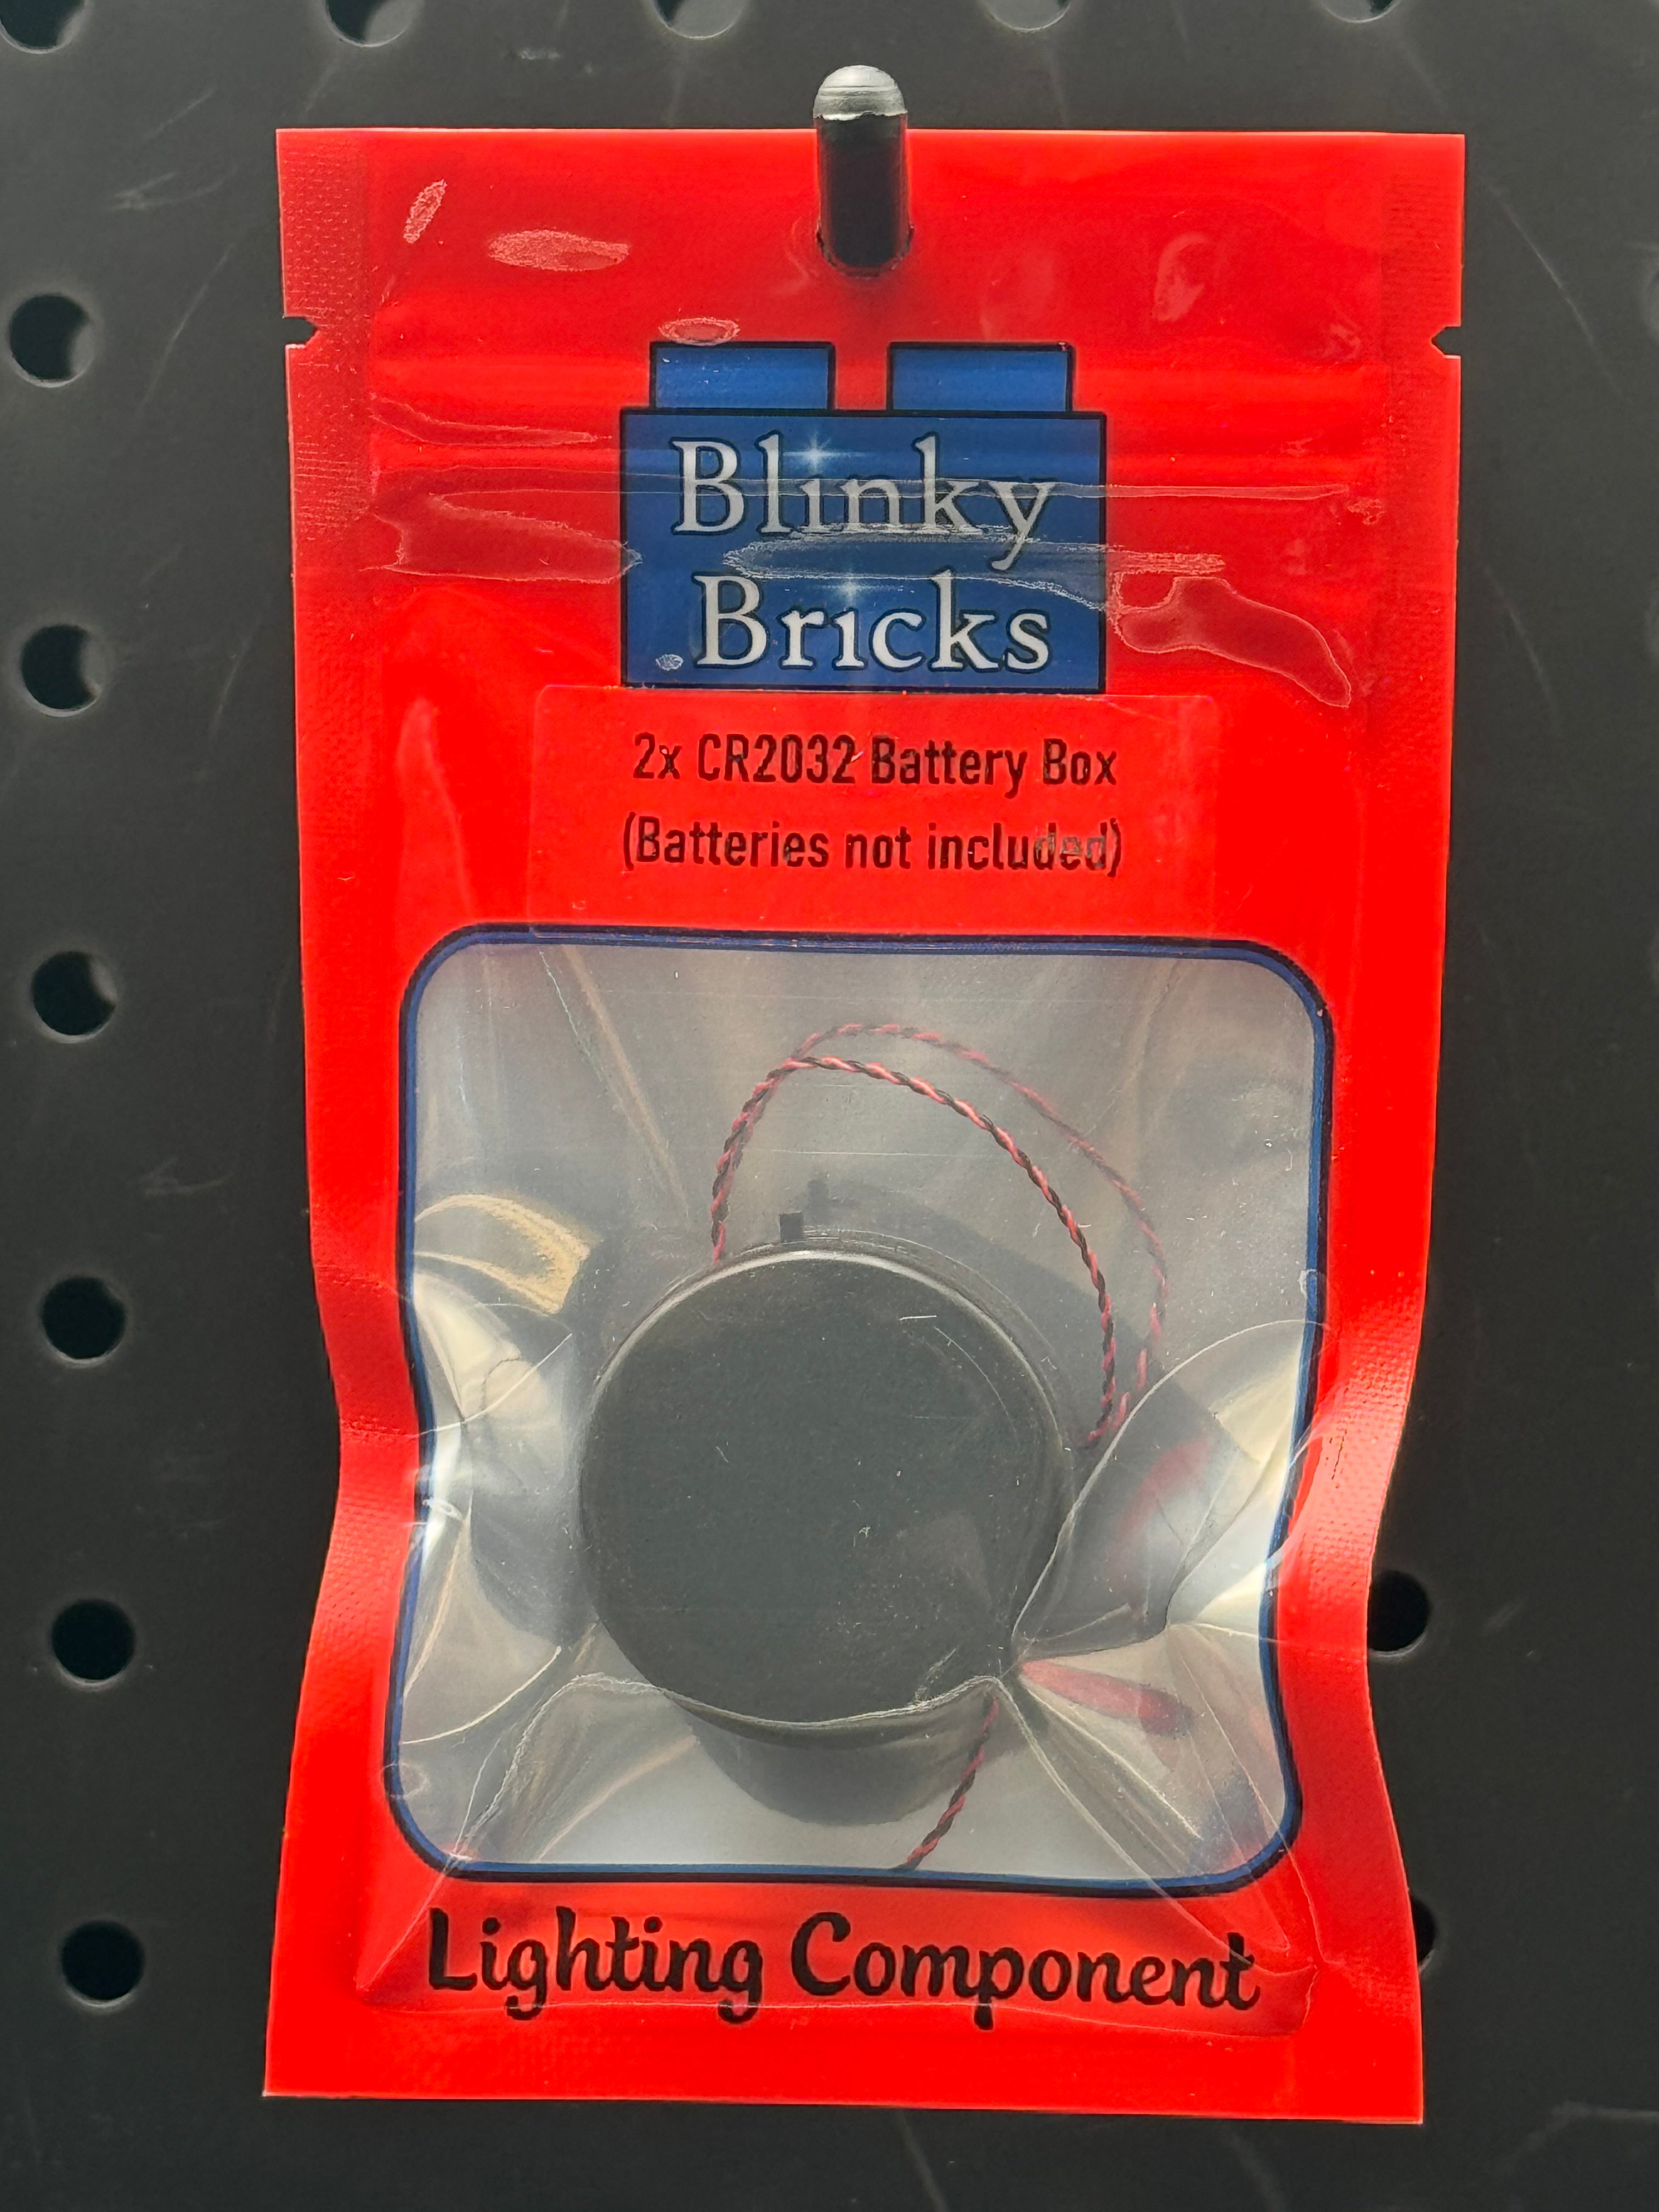 Blinky
Bricks
2x CR2032 Battery Box
(Batteries not included)
Lighting Component